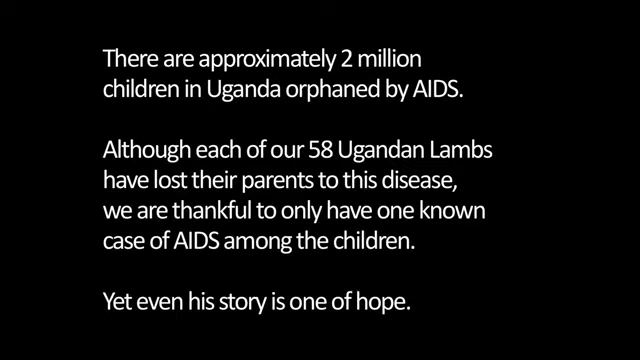 There are approximately 2 million
children in Uganda orphaned by AIDS.
Although each of our 58 Ugandan Lambs
have lost their parents to this disease,
we are thankful to only have one known
case of AIDS among the children.
Yet even his story is one of hope.